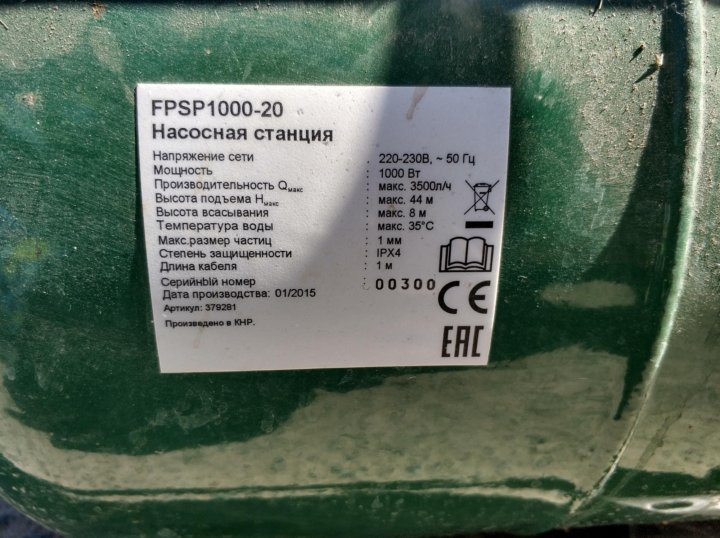 FPSP1000-20
Насосная станция
Напряжение сети : 220-230В, ~ 50 Гц
Мощность : 1000 Вт
Производительность Qмакс : макс. 3500л/ч
Высота подъема Hмакс : макс. 44 м
Высота всасывания : макс. 8 м
Температура воды : макс. 35°C
Макс.размер частиц : 1 мм
Степень защищенности : IPX4
Длина кабеля : 1 м
Серийный номер : 00300
Дата производства: 01/2015
Артикул: 379281
Произведено в КНР.
CE
EAC